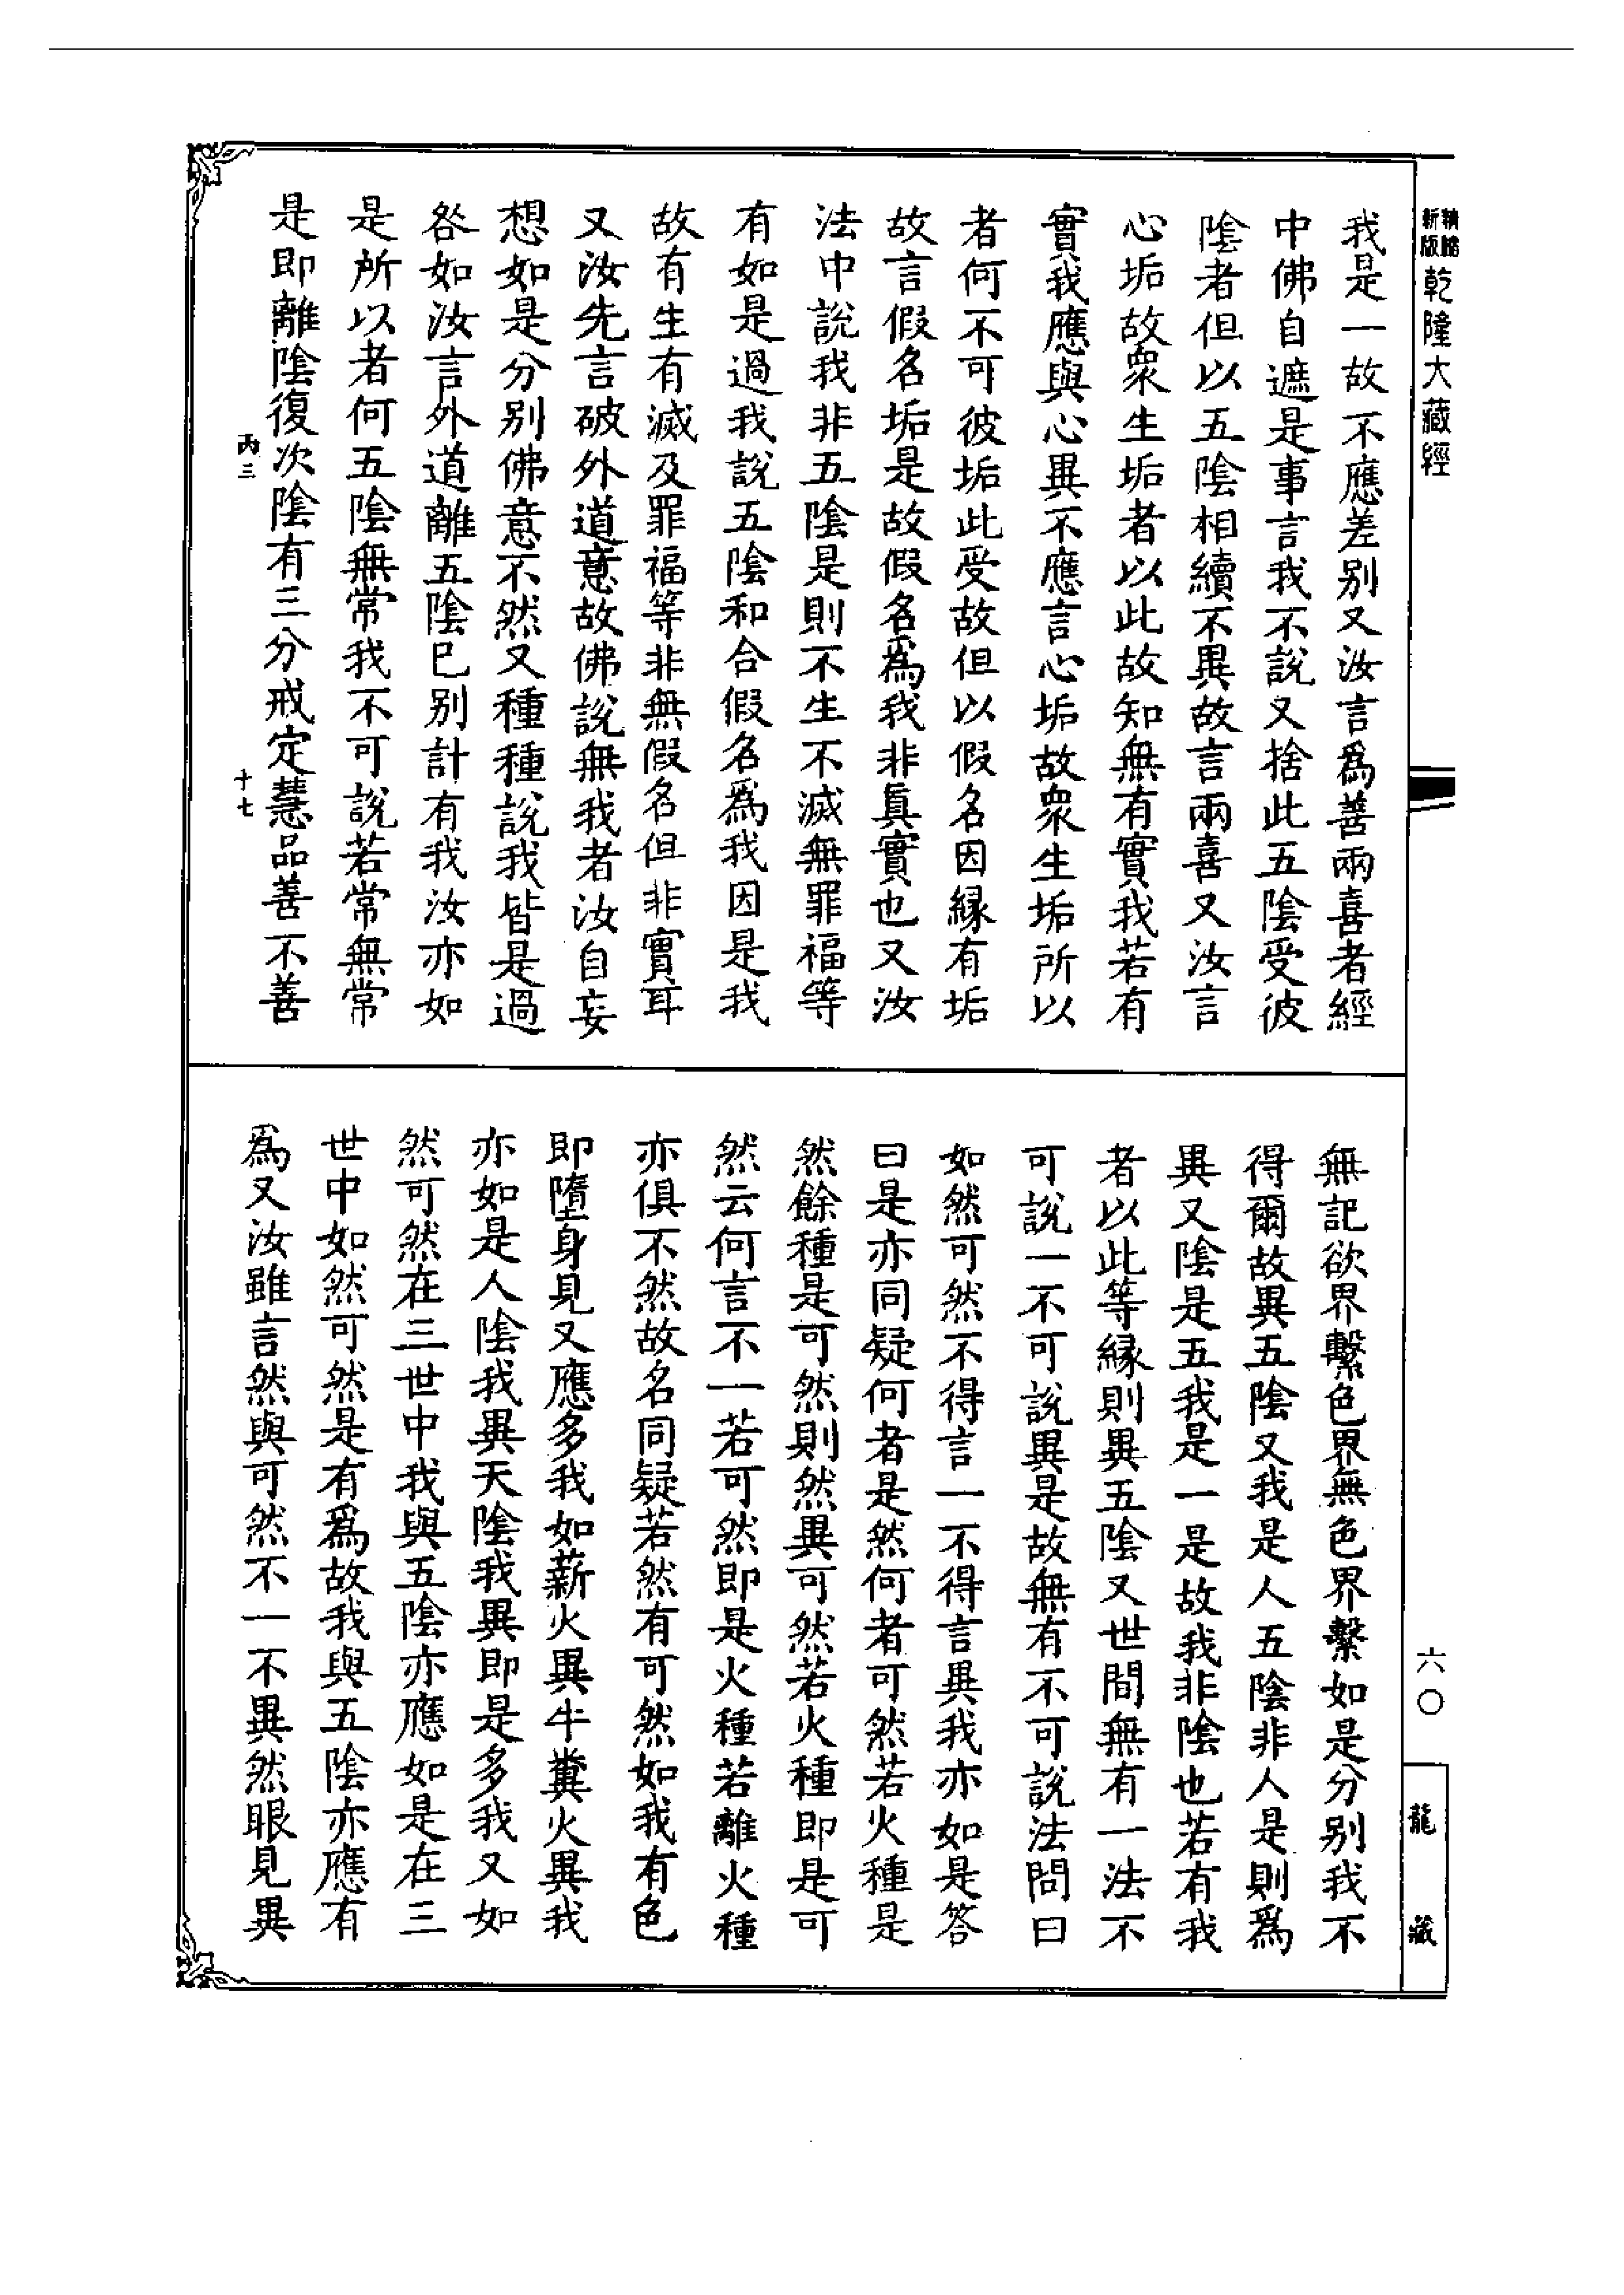 新版
精縮
乾隆大藏經
我是一故不應差别又汝言爲善兩喜者經
中佛自遮是事言我不説又捨此五陰受彼
陰者但以五陰相續不異故言兩喜又汝言
心垢故衆生垢者以此故知無有實我若有
實我應與心異不應言心垢故衆生垢所以
者何不可彼垢此受故但以假名因縁有垢
故言假名垢是故假名爲我非眞實也又汝
法中說我非五陰是則不生不滅無罪福等
有如是過我説五陰和合假名爲我因是我
故有生有滅及罪福等非無假名但非實耳
又汝先言破外道意故佛說無我者汝自妄
想如是分别佛意不然又種種説我皆是過
咎如汝言外道離五陰已别計有我汝亦如
是所以者何五陰無常我不可説若常無常
是即離陰復次陰有三分戒定慧品善不善
丙三
十七
無記欲界繫色界無色界繫如是分别我不
得爾故異五陰又我是人五陰非人是則爲
異又陰是五我是一是故我非陰也若有我
者以此等縁則異五陰又世間無有一法不
可說一不可説異是故無有不可說法問曰
如然可然不得言一不得言異我亦如是答
曰是亦同疑何者是然何者可然若火種是
然餘種是可然則然異可然若火種即是可
然云何言不一若可然即是火種若離火種
亦俱不然故名同疑若然有可然如我有色
即墮身見又應多我如薪火異牛糞火異我
亦如是人陰我異天陰我異即是多我又如
然可然在三世中我與五陰亦應如是在三
世中如然可然是有爲故我與五陰亦應有
爲又汝雖言然與可然不一不異然眼見異
六〇
龍藏